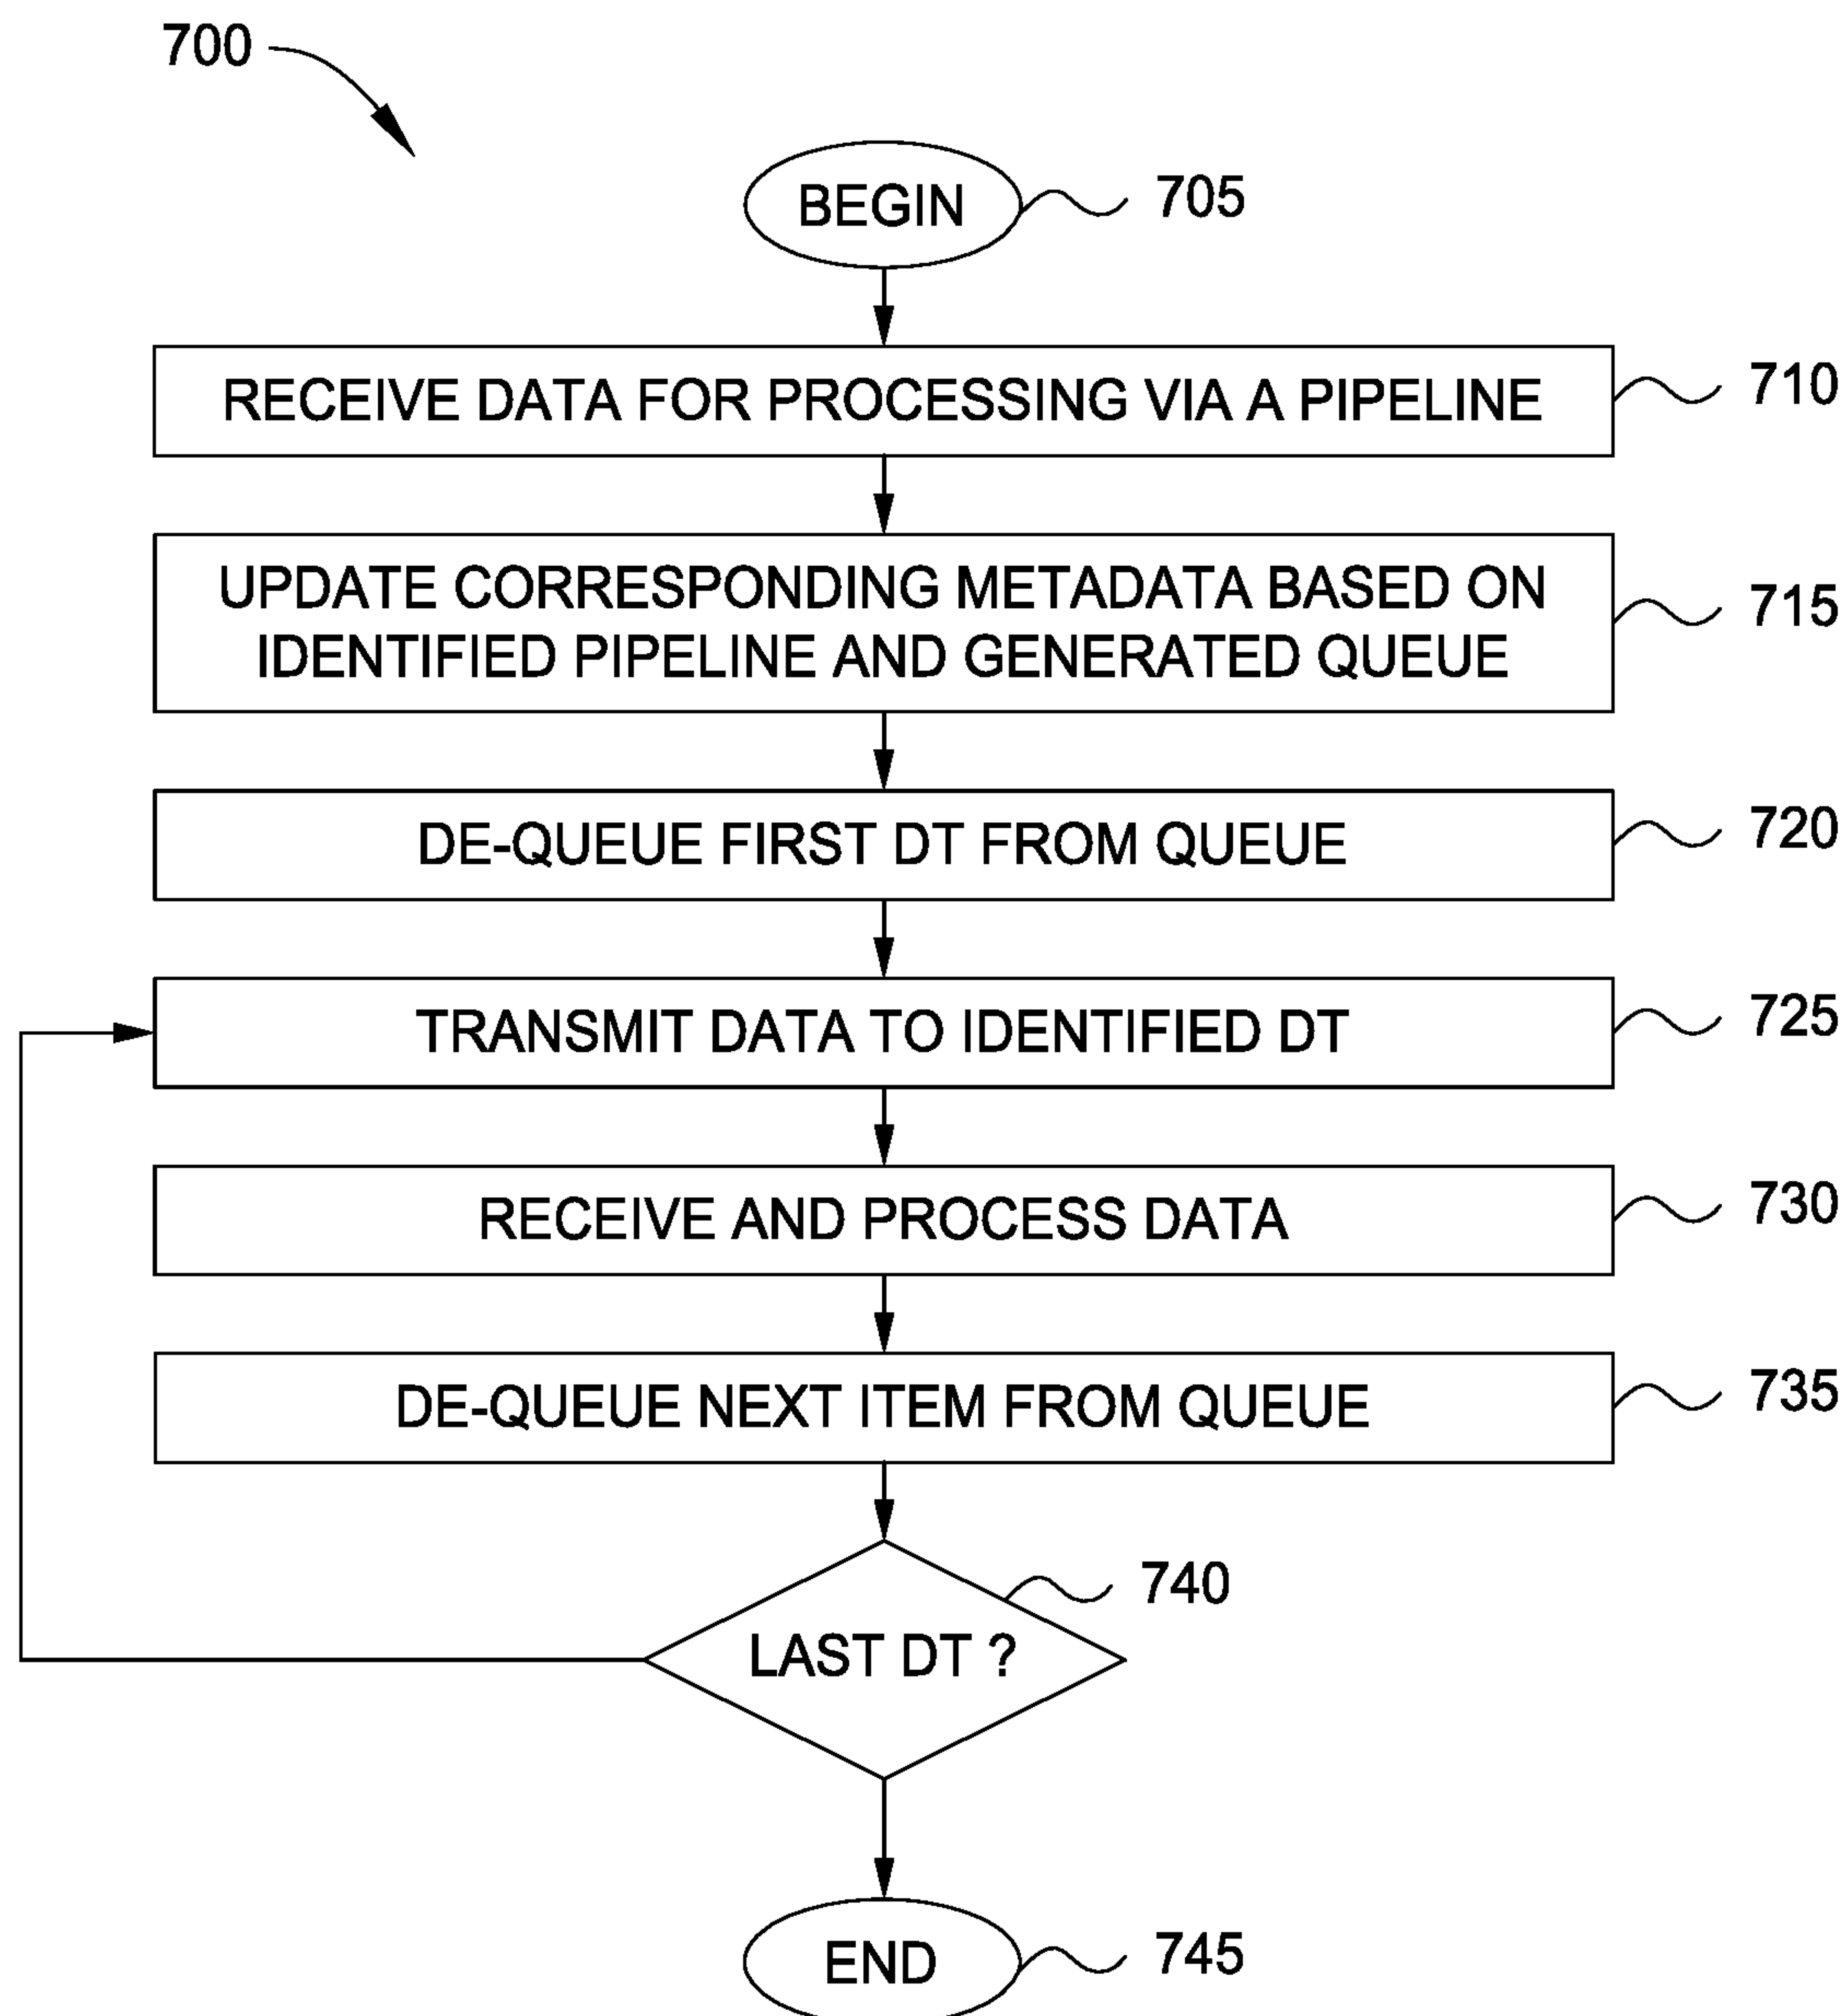 700
BEGIN
705
RECEIVE DATA FOR PROCESSING VIA A PIPELINE
710
UPDATE CORRESPONDING METADATA BASED ON
IDENTIFIED PIPELINE AND GENERATED QUEUE
715
DE-QUEUE FIRST DT FROM QUEUE
720
TRANSMIT DATA TO IDENTIFIED DT
725
RECEIVE AND PROCESS DATA
730
DE-QUEUE NEXT ITEM FROM QUEUE
735
740
LAST DT ?
END
745